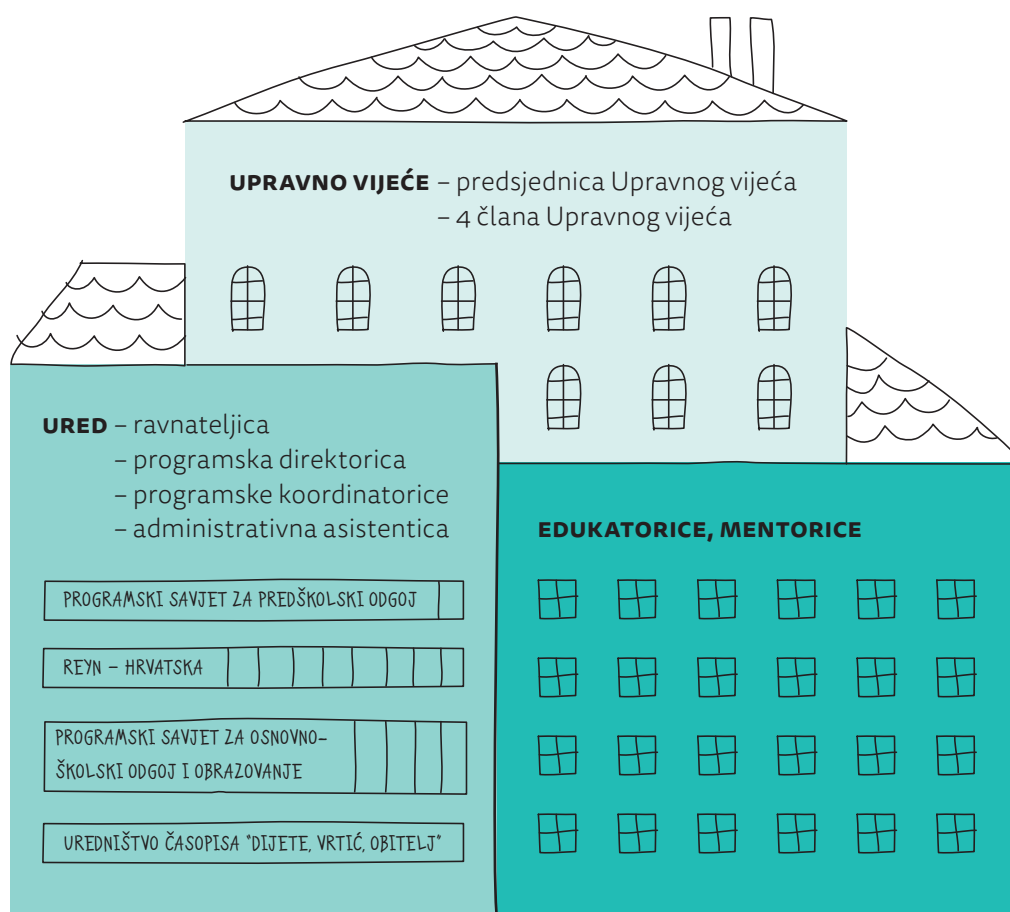 UPRAVNO VIJEĆE – predsjednica Upravnog vijeća
– 4 člana Upravnog vijeća
URED – ravnateljica
– programska direktorica
– programske koordinatorice
– administrativna asistentica
PROGRAMSKI SAVJET ZA PREDŠKOLSKI ODGOJ
REYN – HRVATSKA
PROGRAMSKI SAVJET ZA OSNOVNO–
ŠKOLSKI ODGOJ I OBRAZOVANJE
UREDNIŠTVO ČASOPISA "DIJETE, VRTIĆ, OBITELJ"
EDUKATORICE, MENTORICE